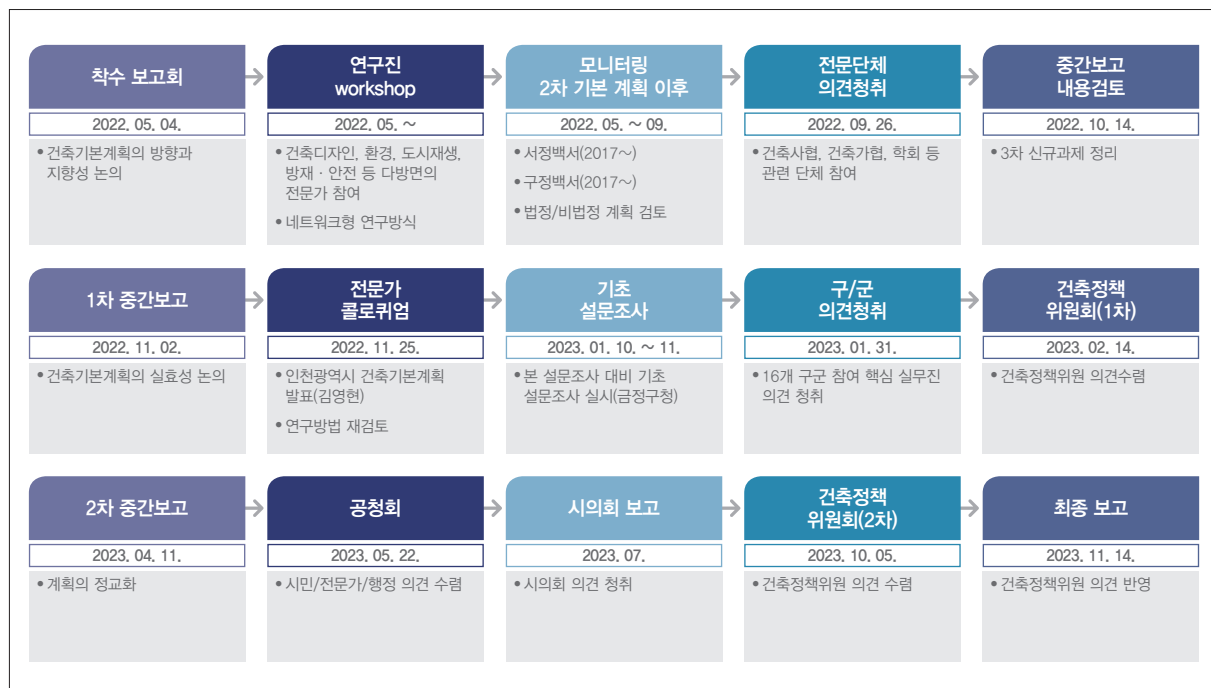 착수 보고회
2022. 05. 04.
• 건축기본계획의 방향과
지향성 논의
연구진
workshop
2022. 05. ~
• 건축디자인, 환경, 도시재생,
방재·안전 등 다방면의
전문가 참여
• 네트워크형 연구방식
모니터링
2차 기본 계획 이후
2022. 05. ~ 09.
• 서정백서(2017~)
• 구정백서(2017~)
• 법정/비법정 계획 검토
전문단체
의견청취
2022. 09. 26.
• 건축사협, 건축가협, 학회 등
관련 단체 참여
중간보고
내용검토
2022. 10. 14.
• 3차 신규과제 정리
1차 중간보고
2022. 11. 02.
• 건축기본계획의 실효성 논의
전문가
콜로퀴엄
2022. 11. 25.
• 인천광역시 건축기본계획
발표(김영현)
• 연구방법 재검토
기초
설문조사
2023. 01. 10. ~ 11.
• 본 설문조사 대비 기초
설문조사 실시(금정구청)
구/군
의견청취
2023. 01. 31.
• 16개 구군 참여 핵심 실무진
의견 청취
건축정책
위원회(1차)
2023. 02. 14.
• 건축정책위원 의견수렴
2차 중간보고
2023. 04. 11.
• 계획의 정교화
공청회
2023. 05. 22.
• 시민/전문가/행정 의견 수렴
시의회 보고
2023. 07.
• 시의회 의견 청취
건축정책
위원회(2차)
2023. 10. 05.
• 건축정책위원 의견 수렴
최종 보고
2023. 11. 14.
• 건축정책위원 의견 반영